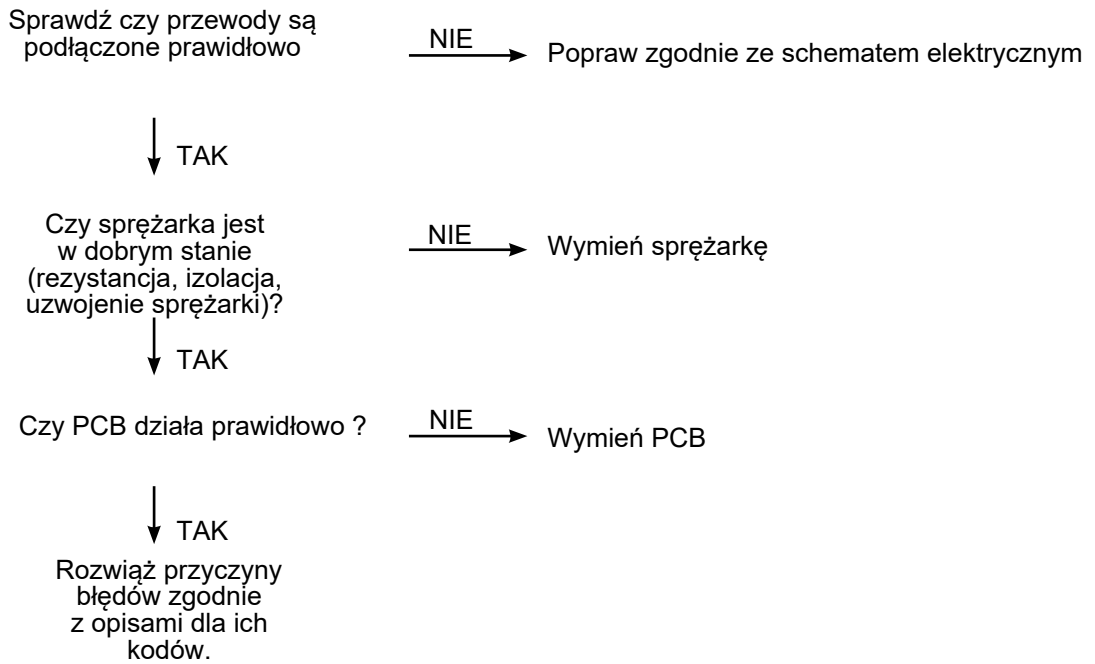 Sprawdź czy przewody są
podłączone prawidłowo
NIE
Popraw zgodnie ze schematem elektrycznym
TAK
Czy sprężarka jest
w dobrym stanie
(rezystancja, izolacja,
uzwojenie sprężarki)?
NIE
Wymień sprężarkę
TAK
Czy PCB działa prawidłowo ?
NIE
Wymień PCB
TAK
Rozwiąż przyczyny
błędów zgodnie
z opisami dla ich
kodów.